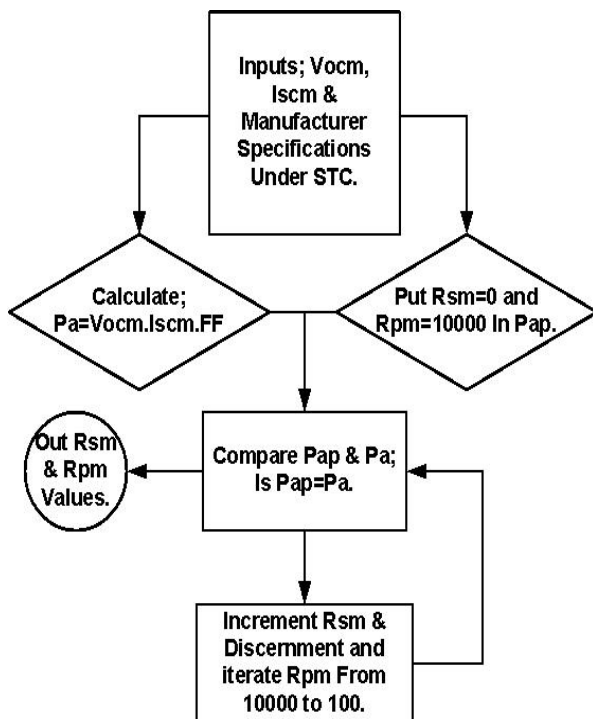 Inputs; Vocm,
Iscm &
Manufacturer
Specifications
Under STC.
Calculate;
Pa=Vocm.Iscm.FF
Put Rsm=0 and
Rpm=10000 In Pap.
Out Rsm
& Rpm
Values.
Compare Pap & Pa;
Is Pap=Pa.
Increment Rsm &
Discernment and
iterate Rpm From
10000 to 100.